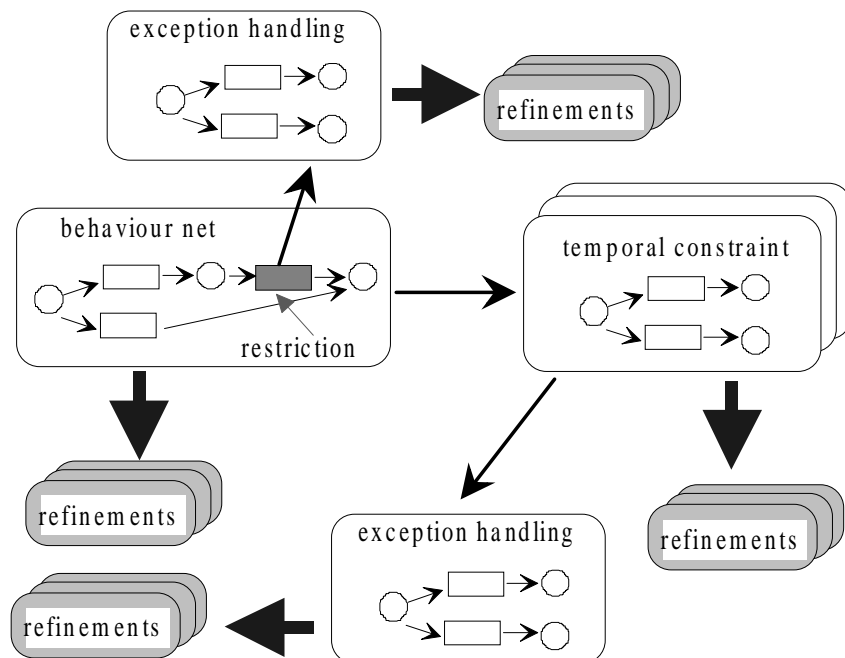 exception handling
refinements
behaviour net
temporal constraint
restriction
refinements
refinements
exception handling
refinements